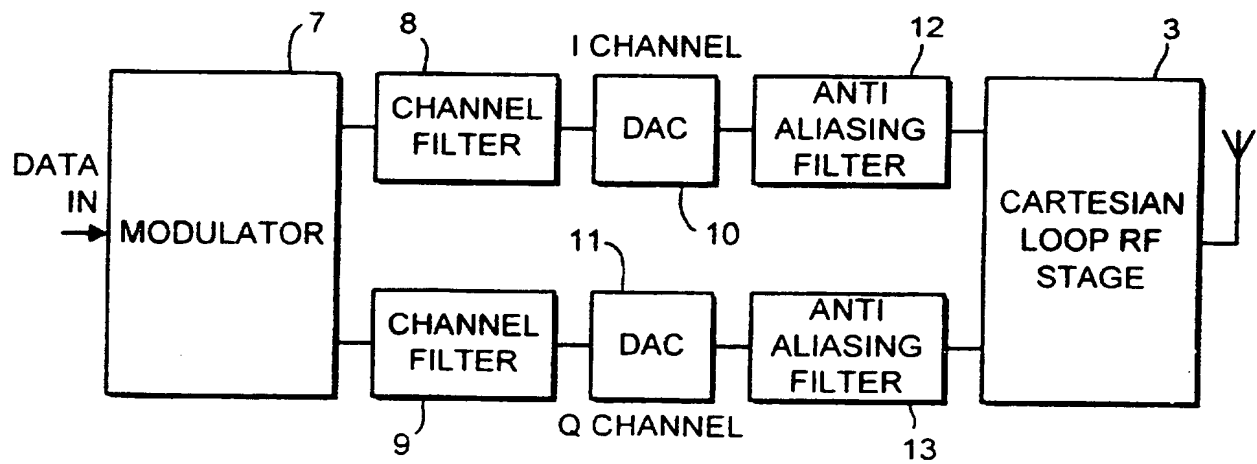 7
8
I CHANNEL
12
3
CHANNEL
FILTER
DAC
ANTI
ALIASING
FILTER
10
DATA
IN
MODULATOR
CARTESIAN
LOOP RF
STAGE
11
CHANNEL
FILTER
DAC
ANTI
ALIASING
FILTER
9
Q CHANNEL
13